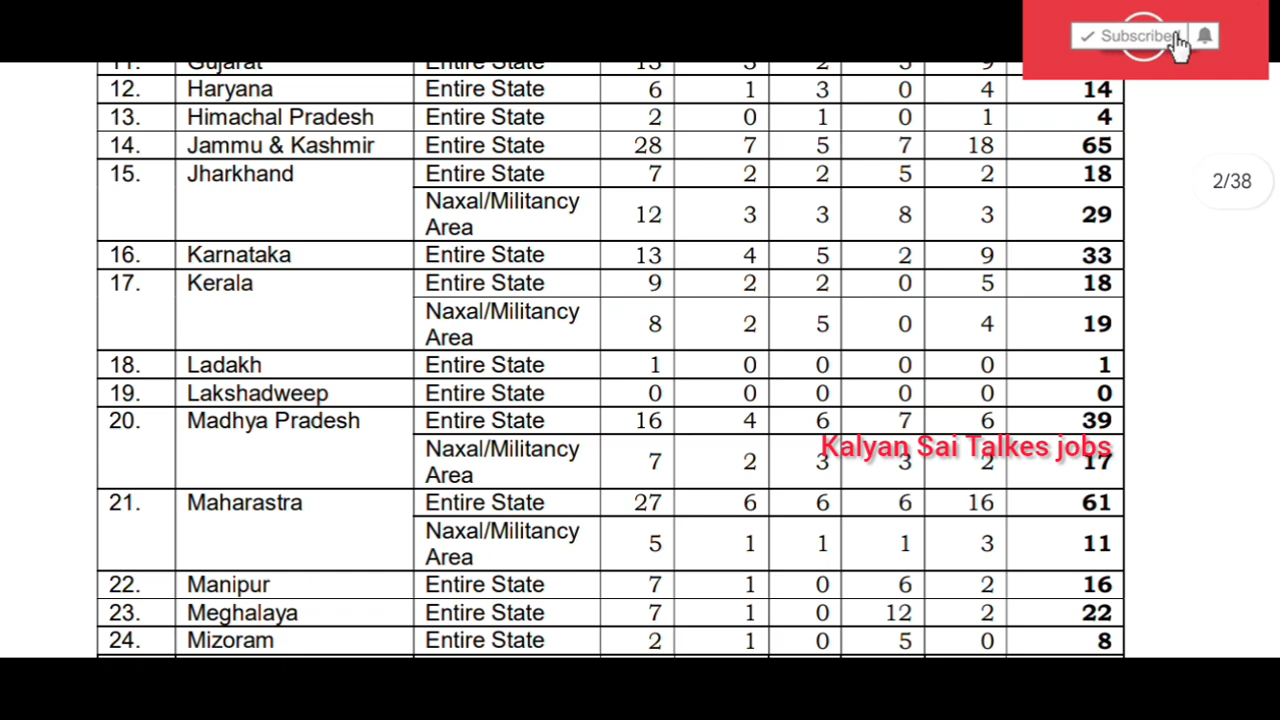 Subscribed
11. Gujarat Entire State 13 3 2 3 9
12. Haryana Entire State 6 1 3 0 4 14
13. Himachal Pradesh Entire State 2 0 1 0 1 4
14. Jammu & Kashmir Entire State 28 7 5 7 18 65
15. Jharkhand Entire State 7 2 2 5 2 18
Naxal/Militancy
Area 12 3 3 8 3 29
16. Karnataka Entire State 13 4 5 2 9 33
17. Kerala Entire State 9 2 2 0 5 18
Naxal/Militancy
Area 8 2 5 0 4 19
18. Ladakh Entire State 1 0 0 0 0 1
19. Lakshadweep Entire State 0 0 0 0 0 0
20. Madhya Pradesh Entire State 16 4 6 7 6 39
Kalyan Sai Talkes jobs
Naxal/Militancy
Area 7 2 3 3 2 17
21. Maharastra Entire State 27 6 6 6 16 61
Naxal/Militancy
Area 5 1 1 1 3 11
22. Manipur Entire State 7 1 0 6 2 16
23. Meghalaya Entire State 7 1 0 12 2 22
24. Mizoram Entire State 2 1 0 5 0 8
2/38